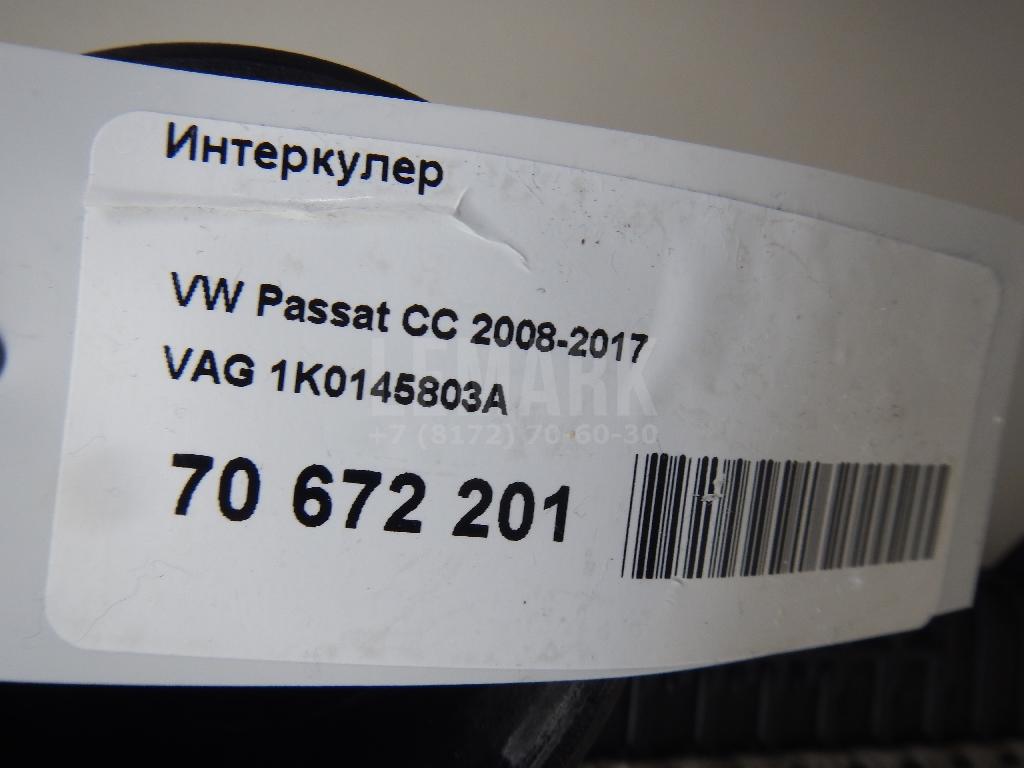 Интеркулер
VW Passat CC 2008-2017
VAG 1K0145803A
LEMARK
+7 (8172) 70-60-30
70 672 201